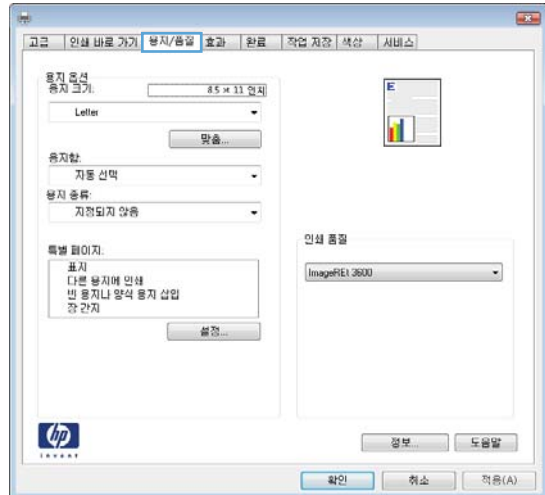 고급 인쇄 바로 가기 용지/품질 효과 완료 작업 저장 색상 서비스
용지 옵션
용지 크기: 8.5 × 11 인치
Letter
맞춤...
용지함:
자동 선택
용지 종류:
지정되지 않음
특별 페이지:
표지
다른 용지에 인쇄
빈 용지나 양식 용지 삽입
장 간지
설정...
E
인쇄 품질
ImageREt 3600
hp
invent
정보... 도움말
확인 취소 적용(A)